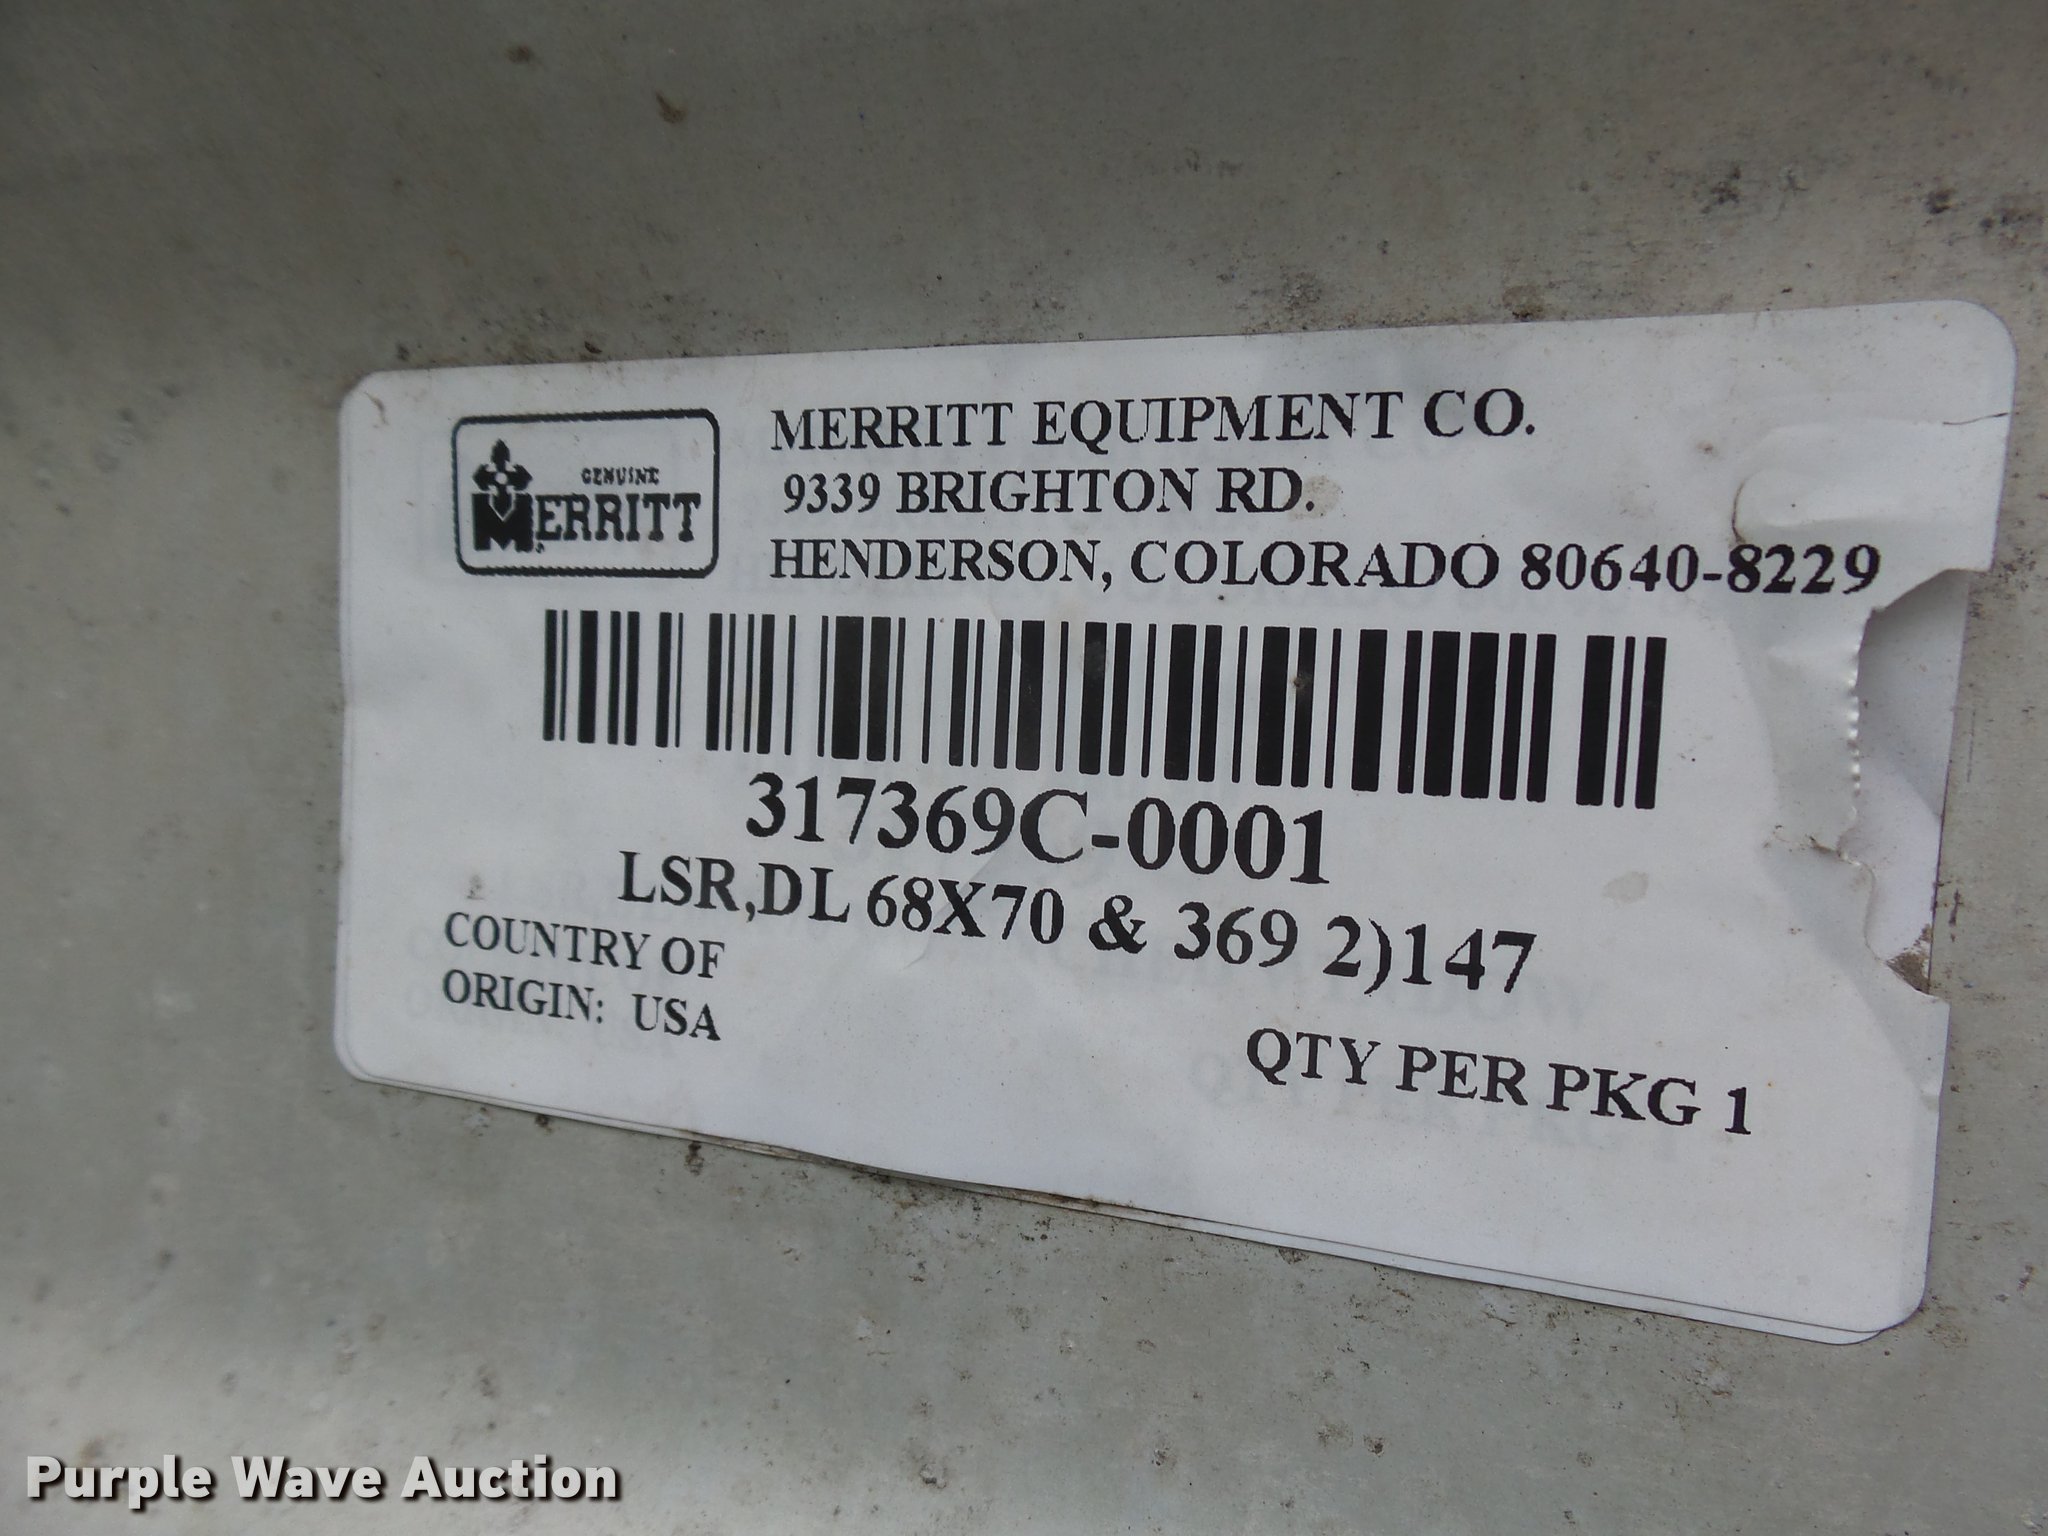 GENUINE
MERRITT
MERRITT EQUIPMENT CO.
9339 BRIGHTON RD.
HENDERSON, COLORADO 80640-8229
317369C-0001
LSR,DL 68X70 & 369 2)147
COUNTRY OF
ORIGIN: USA
QTY PER PKG 1
Purple Wave Auction